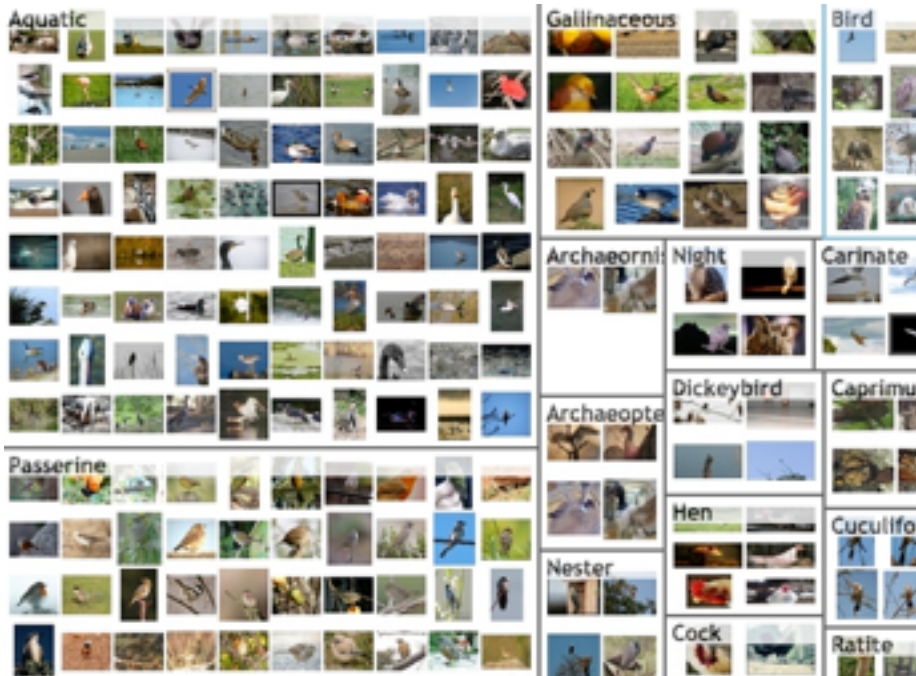 Aquatic
Gallinaceous
Bird
Archaeornis
Night
Carinate
Archaeopte
Dickeybird
Caprimu
Passerine
Hen
Cuculifo
Nester
Cock
Ratite